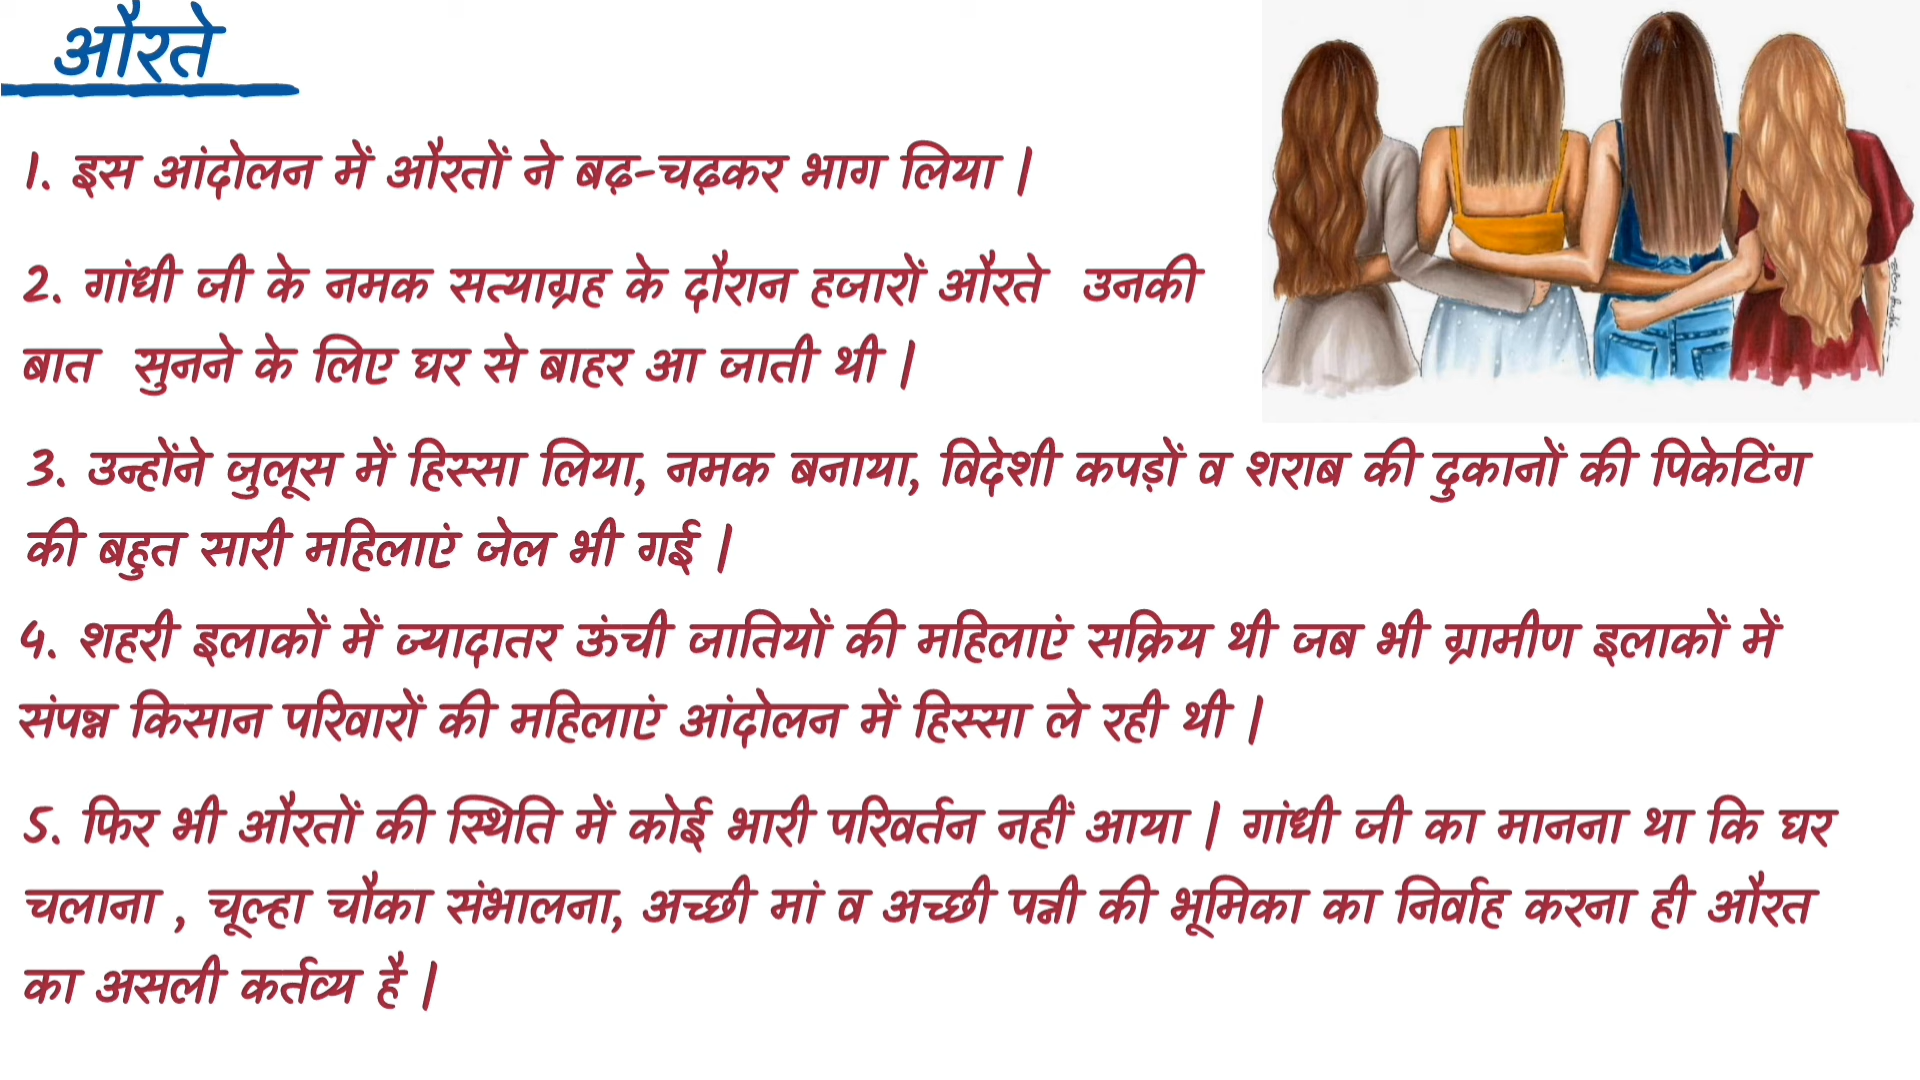 औरते
1. इस आंदोलन में औरतों ने बढ़-चढ़कर भाग लिया |
2. गांधी जी के नमक सत्याग्रह के दौरान हजारों औरते उनकी
बात सुनने के लिए घर से बाहर आ जाती थी |
3. उन्होंने जुलूस में हिस्सा लिया, नमक बनाया, विदेशी कपड़ों व शराब की दुकानों की पिकेटिंग
की बहुत सारी महिलाएं जेल भी गई |
4. शहरी इलाकों में ज्यादातर ऊंची जातियों की महिलाएं सक्रिय थी जब भी ग्रामीण इलाकों में
संपन्न किसान परिवारों की महिलाएं आंदोलन में हिस्सा ले रही थी |
5. फिर भी औरतों की स्थिति में कोई भारी परिवर्तन नहीं आया | गांधी जी का मानना था कि घर
चलाना , चूल्हा चौका संभालना, अच्छी मां व अच्छी पत्नी की भूमिका का निर्वाह करना ही औरत
का असली कर्तव्य है |